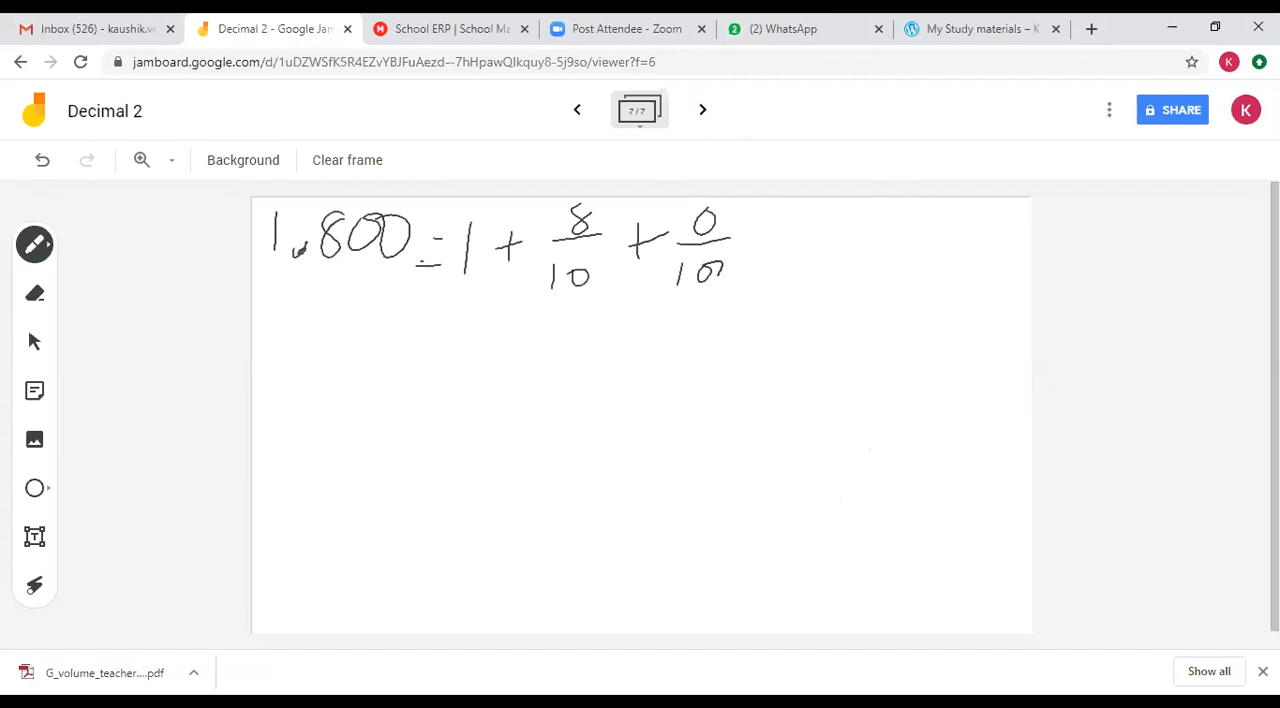 Inbox (526) - kaushik.ve
Decimal 2 - Google Jam
School ERP | School Ma
Post Attendee - Zoom
(2) WhatsApp
My Study materials – K
jamboard.google.com/d/1uDZWSfK5R4EZvYBJFuAezd--7hHpawQIkquy8-5j9so/viewer?f=6
K
Decimal 2
7 / 7
SHARE
K
Background
Clear frame
1.800 = 1 + 8/10 + 0/10
G_volume_teacher....pdf
Show all